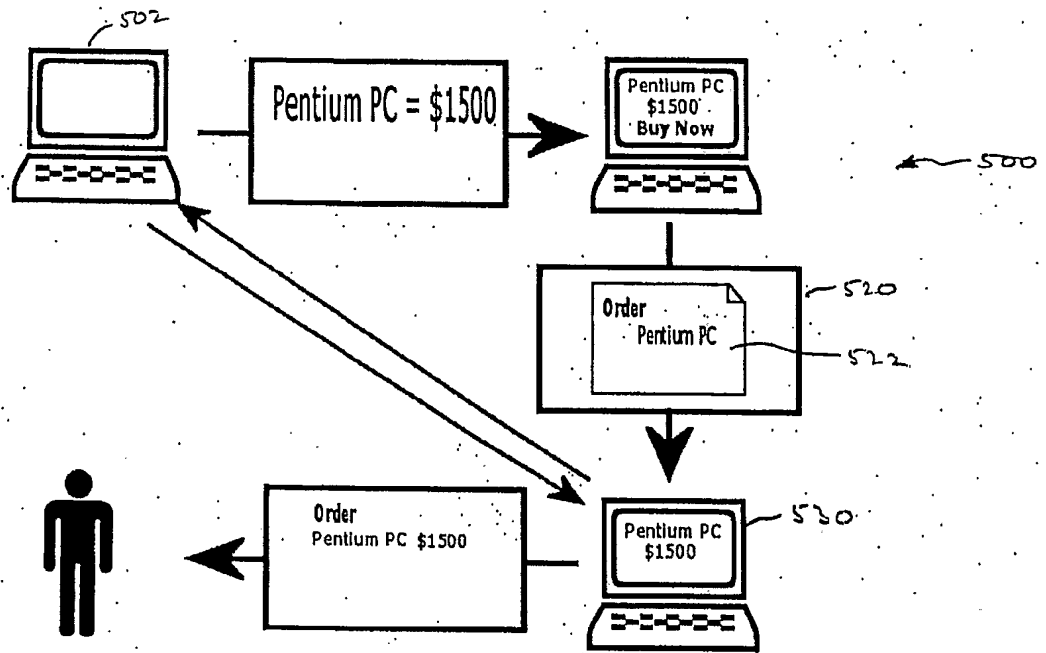 502
Pentium PC = $1500
Pentium PC
$1500
Buy Now
500
520
Order
Pentium PC
522
Order
Pentium PC $1500
Pentium PC
$1500
530